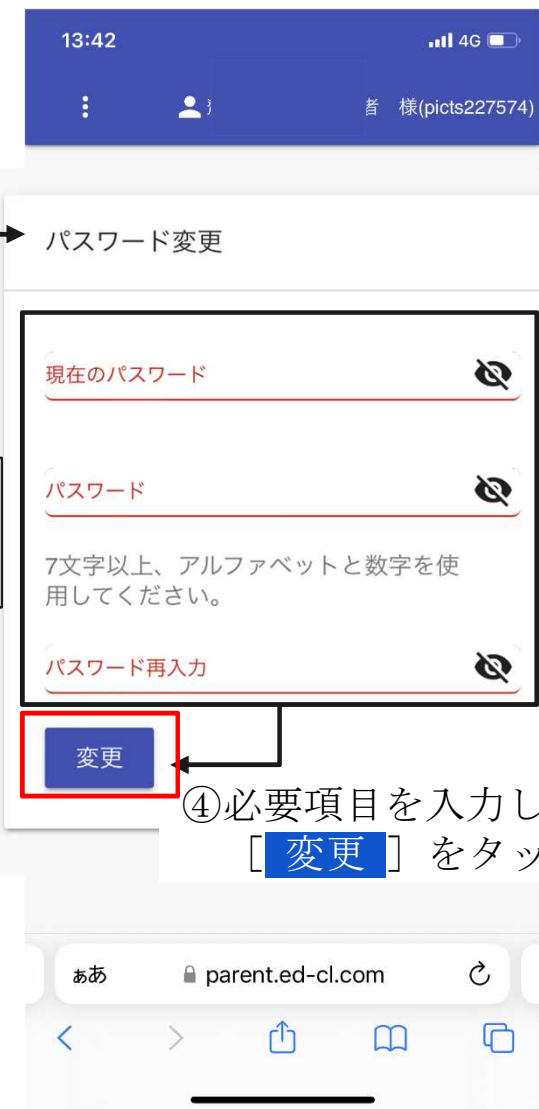 13:42 4G
者 様(picts227574)
パスワード変更
現在のパスワード
パスワード
7文字以上、アルファベットと数字を使
用してください。
パスワード再入力
変更
④必要項目を入力し
[ 変更 ] をタッ
ぁあ parent.ed-cl.com